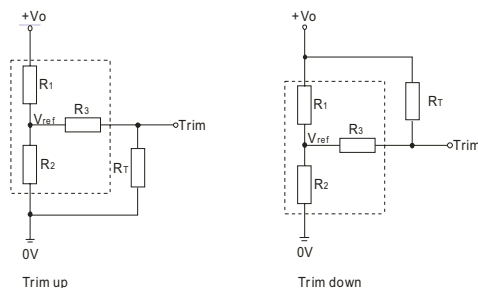 +Vo
R1
R3
Vref
Trim
R2
RT
0V
Trim up
+Vo
R1
RT
Vref
R3
Trim
R2
0V
Trim down